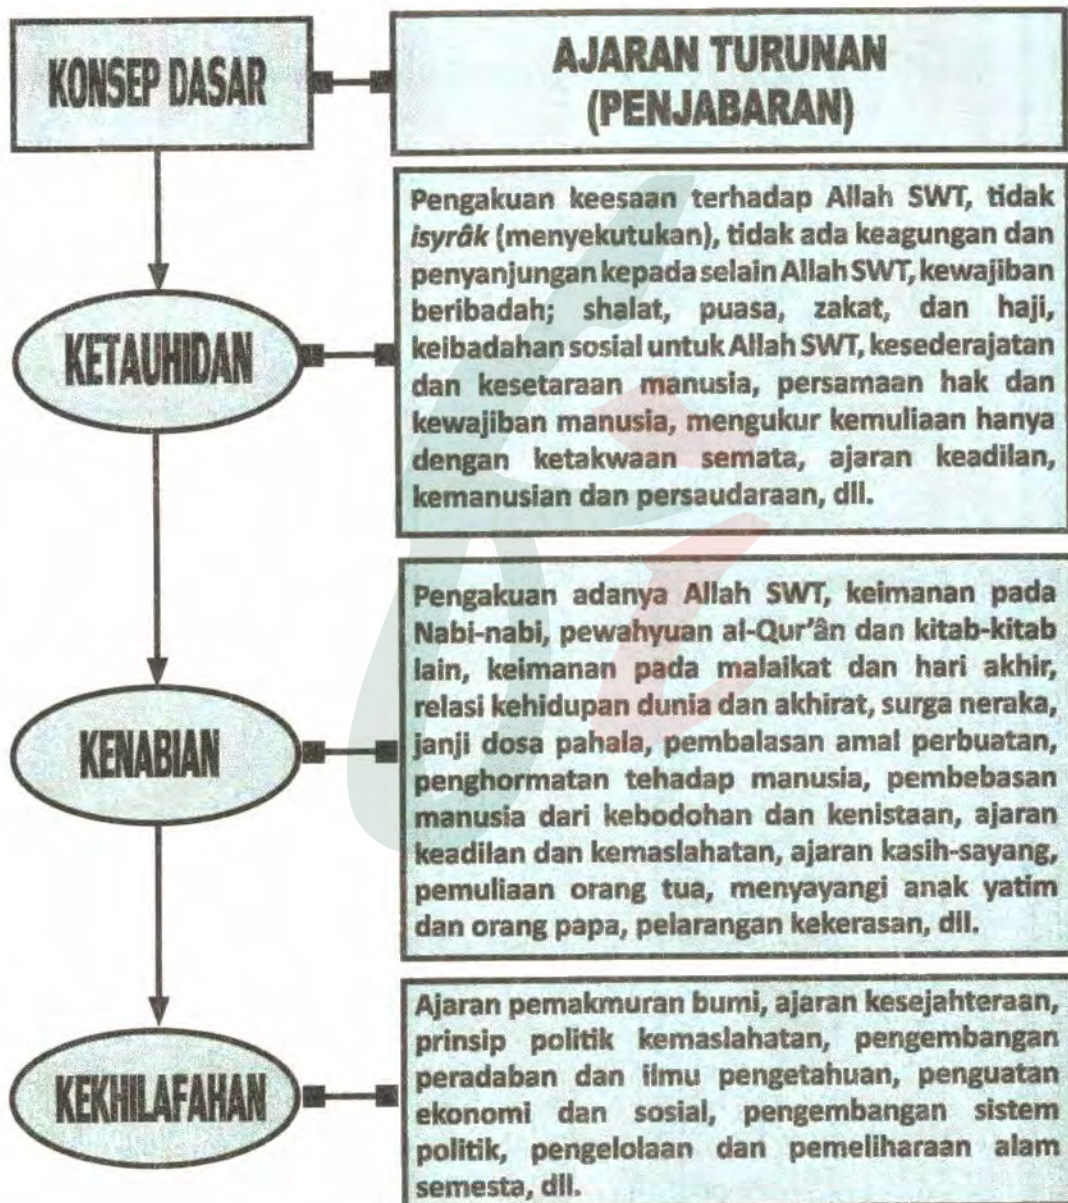 KONSEP DASAR
AJARAN TURUNAN
(PENJABARAN)
KETAUHIDAN
Pengakuan keesaan terhadap Allah SWT, tidak
isyrâk (menyekutukan), tidak ada keagungan dan
penyanjungan kepada selain Allah SWT, kewajiban
beribadah; shalat, puasa, zakat, dan haji,
keibadahan sosial untuk Allah SWT, kesederajatan
dan kesetaraan manusia, persamaan hak dan
kewajiban manusia, mengukur kemuliaan hanya
dengan ketakwaan semata, ajaran keadilan,
kemanusian dan persaudaraan, dll.
KENABIAN
Pengakuan adanya Allah SWT, keimanan pada
Nabi-nabi, pewahyuan al-Qur'ân dan kitab-kitab
lain, keimanan pada malaikat dan hari akhir,
relasi kehidupan dunia dan akhirat, surga neraka,
janji dosa pahala, pembalasan amal perbuatan,
penghormatan tehadap manusia, pembebasan
manusia dari kebodohan dan kenistaan, ajaran
keadilan dan kemaslahatan, ajaran kasih-sayang,
pemuliaan orang tua, menyayangi anak yatim
dan orang papa, pelarangan kekerasan, dll.
KEKHILAFAHAN
Ajaran pemakmuran bumi, ajaran kesejahteraan,
prinsip politik kemaslahatan, pengembangan
peradaban dan ilmu pengetahuan, penguatan
ekonomi dan sosial, pengembangan sistem
politik, pengelolaan dan pemeliharaan alam
semesta, dll.